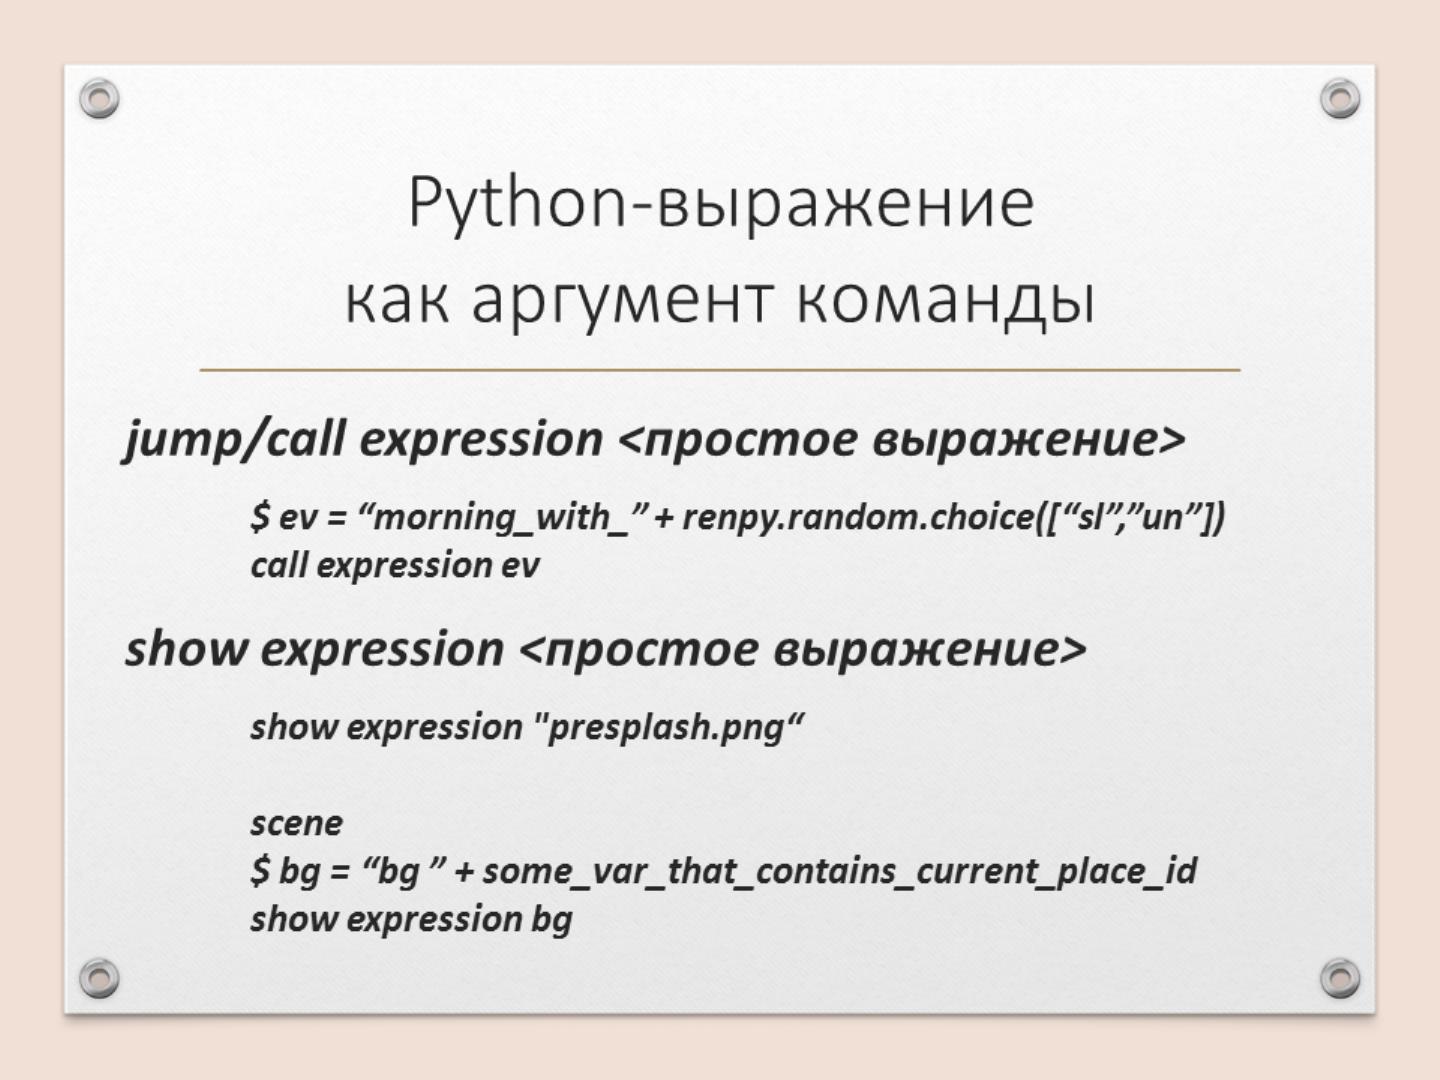 Python-выражение
как аргумент команды
jump/call expression <простое выражение>
$ ev = “morning_with_” + renpy.random.choice([“sl”,”un”])
call expression ev
show expression <простое выражение>
show expression "presplash.png“
scene
$ bg = “bg ” + some_var_that_contains_current_place_id
show expression bg